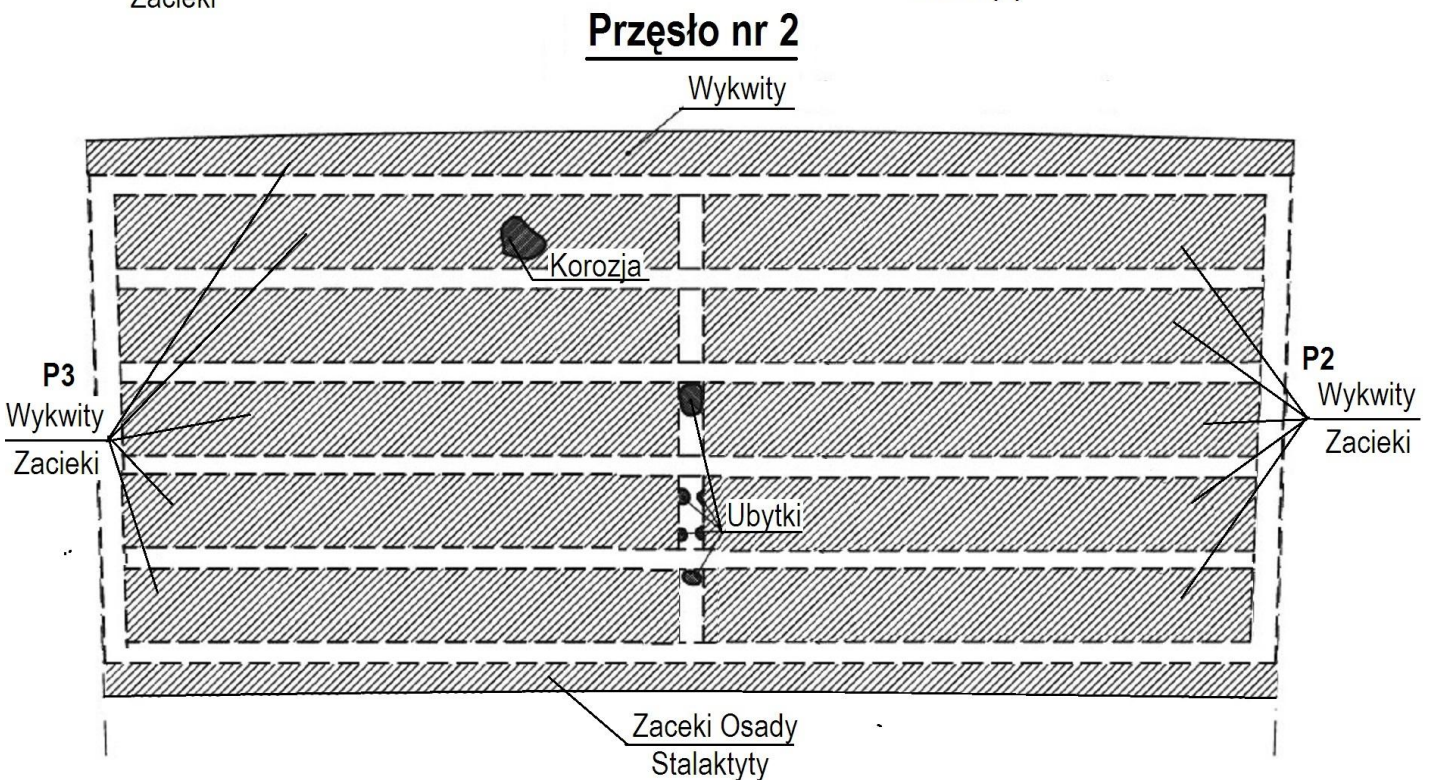 Zacieki
Przęsło nr 2
Wykwity
Korozja
P3
Wykwity
Zacieki
P2
Wykwity
Zacieki
Ubytki
Zaceki Osady
Stalaktyty